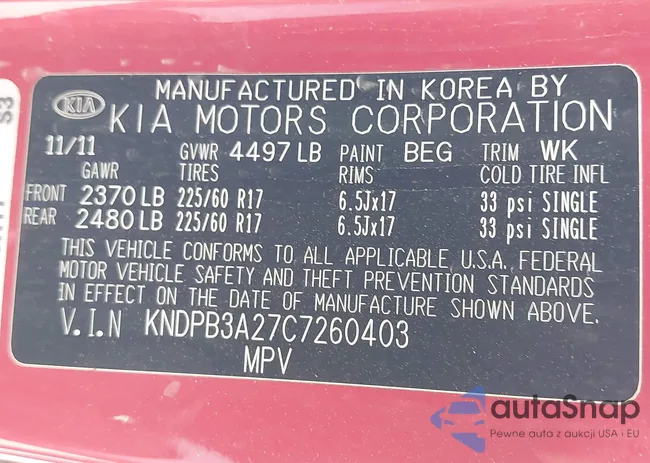 MANUFACTURED IN KOREA BY
KIA
KIA MOTORS CORPORATION
11/11 GVWR 4497 LB PAINT BEG TRIM WK
GAWR TIRES RIMS COLD TIRE INFL
FRONT 2370 LB 225/60 R17 6.5Jx17 33 psi SINGLE
REAR 2480 LB 225/60 R17 6.5Jx17 33 psi SINGLE
THIS VEHICLE CONFORMS TO ALL APPLICABLE U.S.A. FEDERAL
MOTOR VEHICLE SAFETY AND THEFT PREVENTION STANDARDS
IN EFFECT ON THE DATE OF MANUFACTURE SHOWN ABOVE.
V.I.N KNDPB3A27C7260403
MPV
autaSnap
Pewne auta z aukcji USA i EU